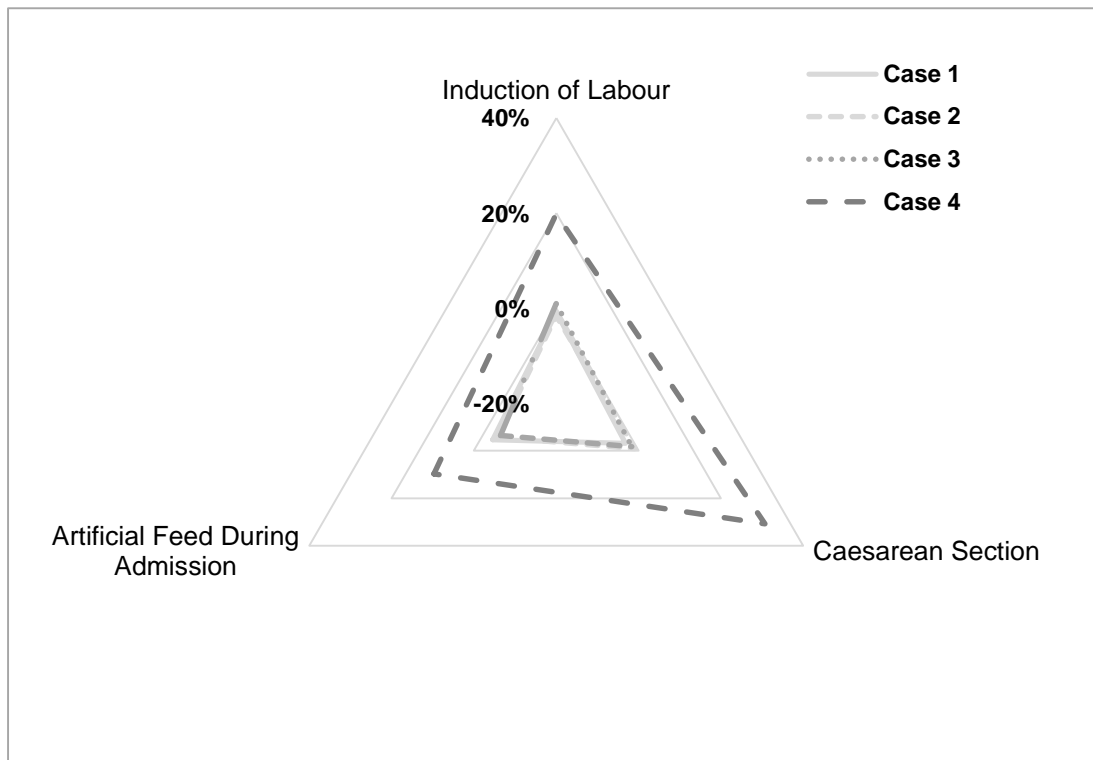 Induction of Labour
40%
20%
0%
-20%
Case 1
Case 2
Case 3
Case 4
Artificial Feed During
Admission
Caesarean Section